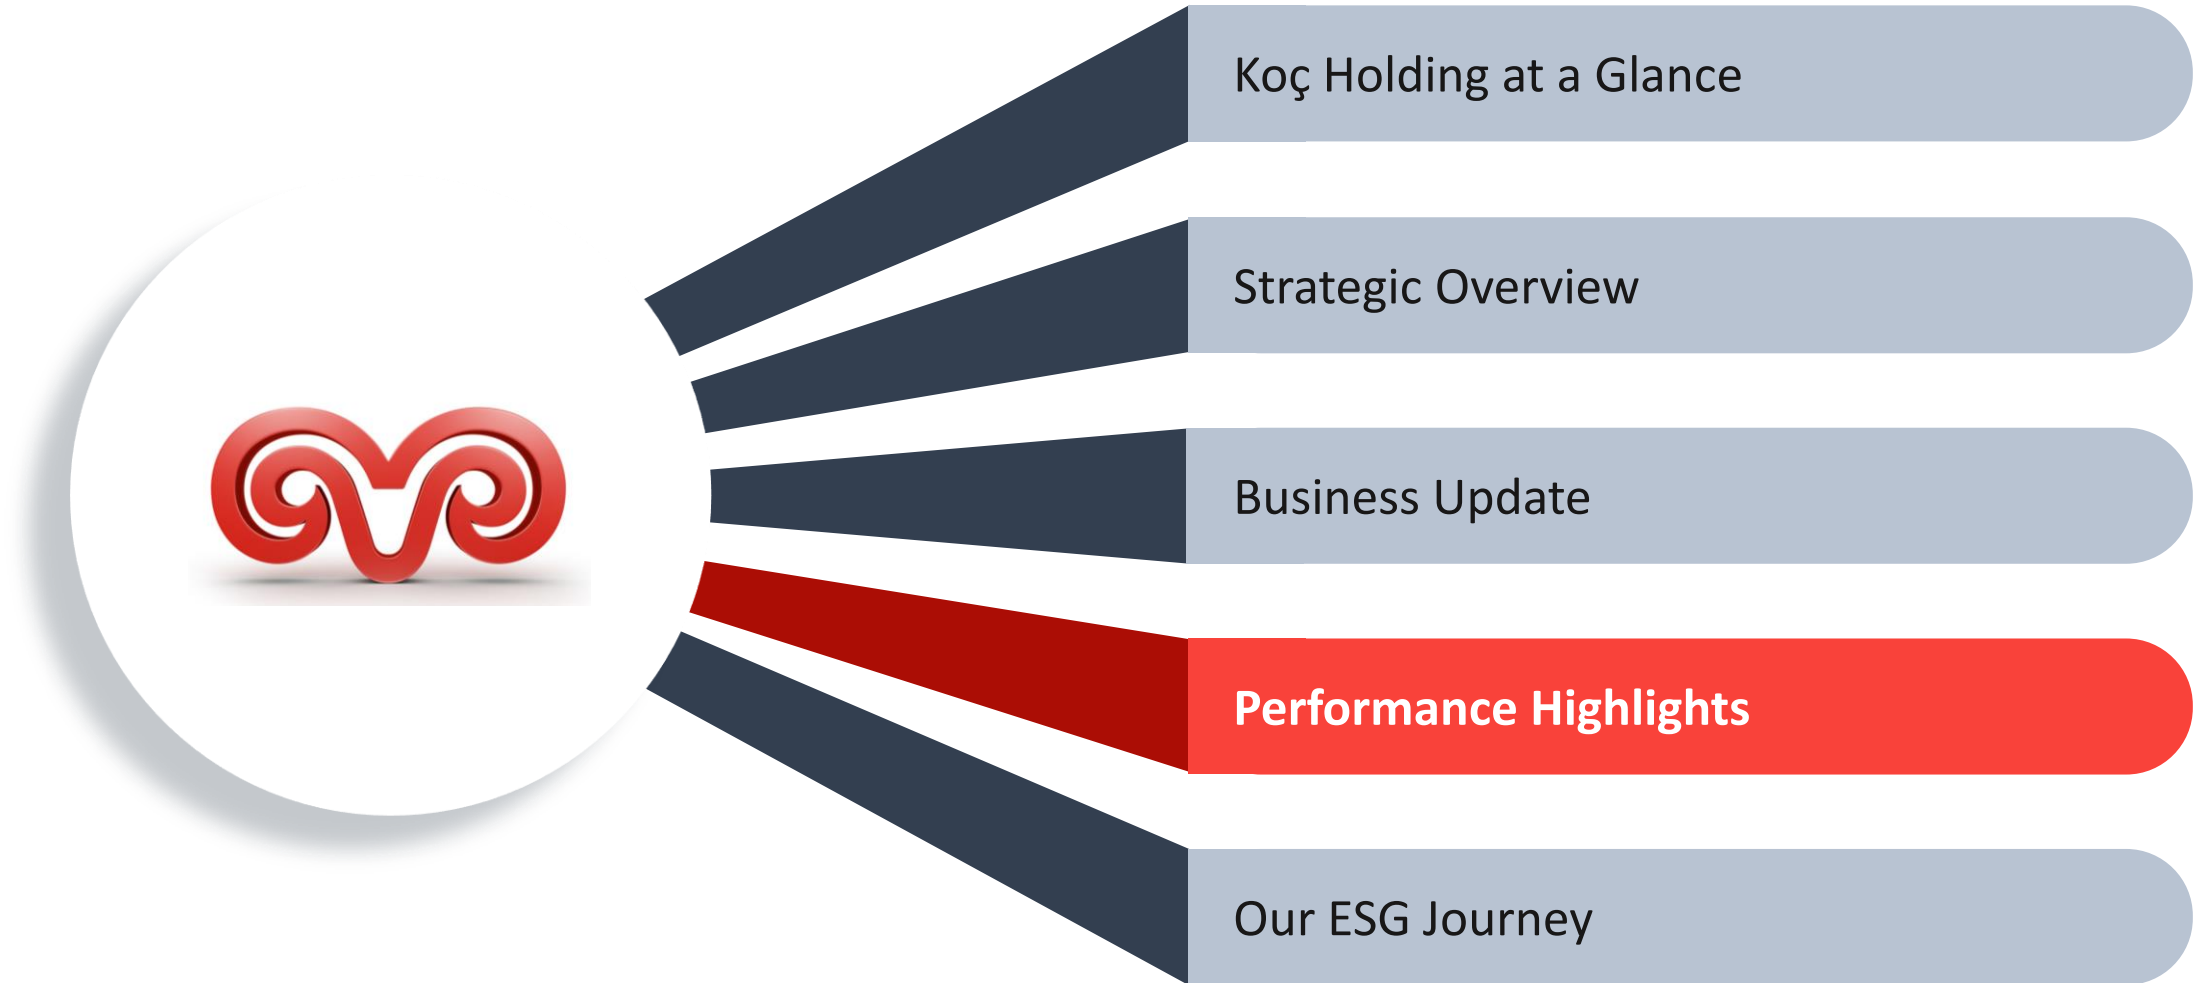 Koç Holding at a Glance
Strategic Overview
Business Update
Performance Highlights
Our ESG Journey